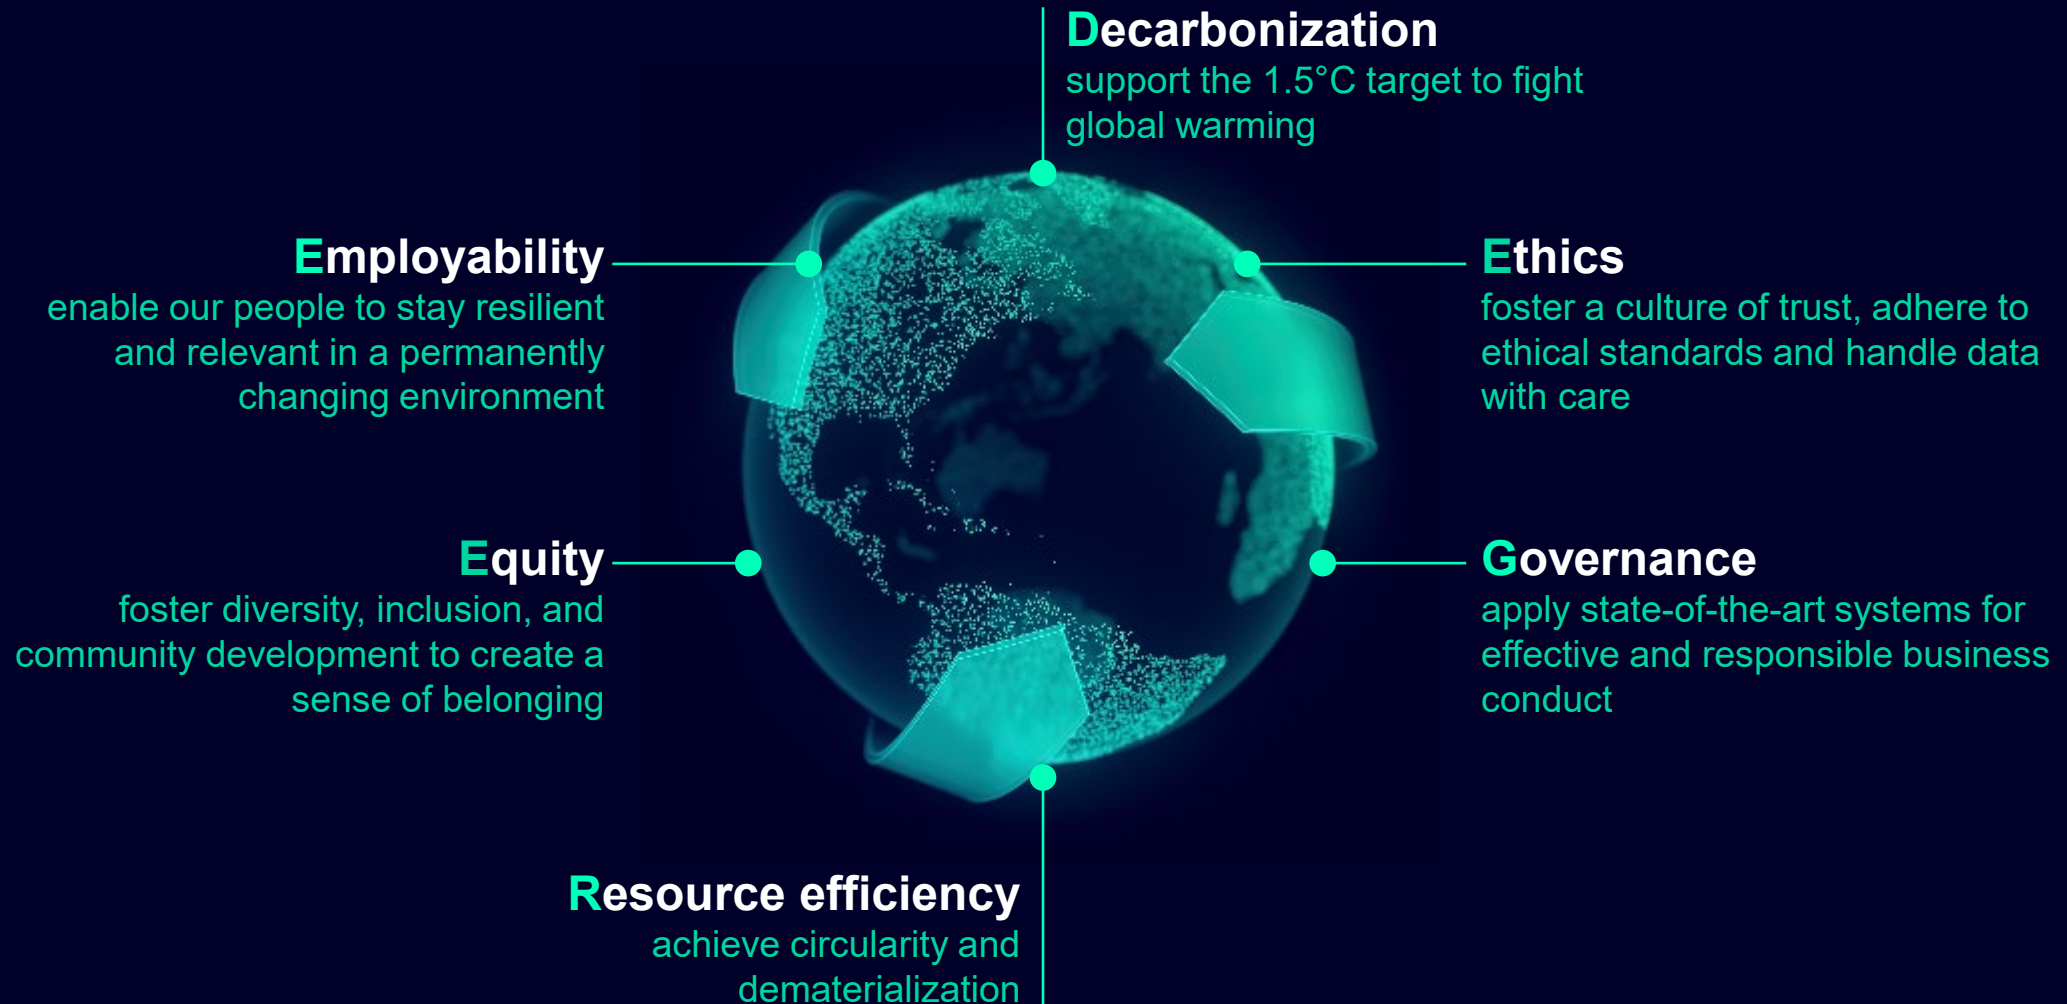 Decarbonization
support the 1.5°C target to fight
global warming
Employability
enable our people to stay resilient
and relevant in a permanently
changing environment
Ethics
foster a culture of trust, adhere to
ethical standards and handle data
with care
Equity
foster diversity, inclusion, and
community development to create a
sense of belonging
Governance
apply state-of-the-art systems for
effective and responsible business
conduct
Resource efficiency
achieve circularity and
dematerialization